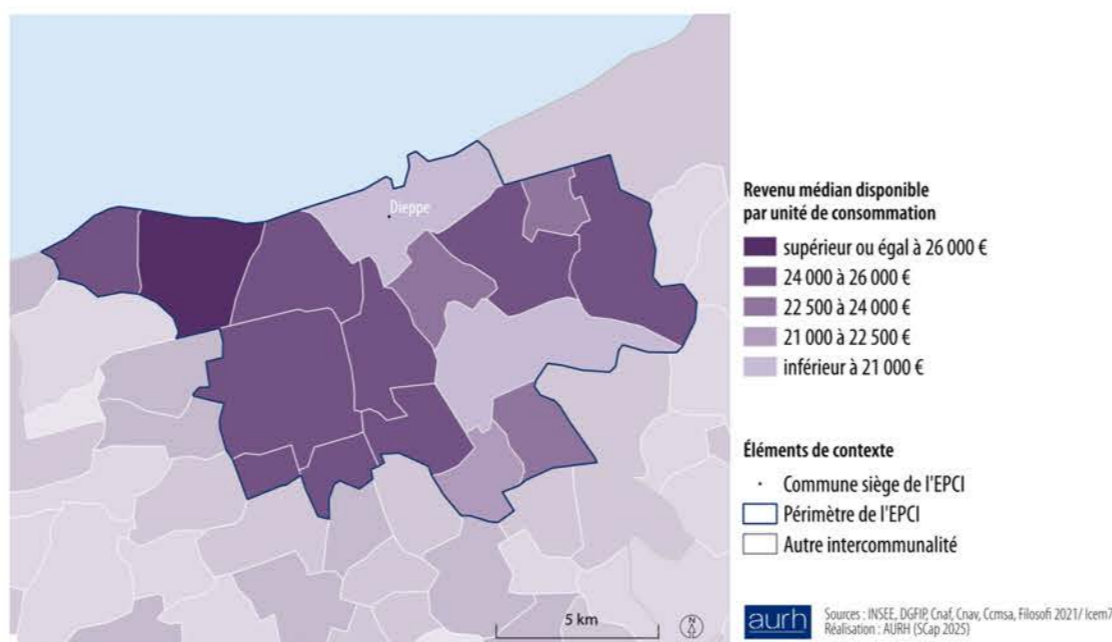 Dieppe
Revenu médian disponible
par unité de consommation
supérieur ou égal à 26 000 €
24 000 à 26 000 €
22 500 à 24 000 €
21 000 à 22 500 €
inférieur à 21 000 €
Éléments de contexte
Commune siège de l'EPCI
Périmètre de l'EPCI
Autre intercommunalité
5 km
N
aurh
Sources : INSEE, DGFIP, Cnaf, Cnav, Ccmsa, Filosofi 2021/ Icem7
Réalisation : AURH (SCap 2025)